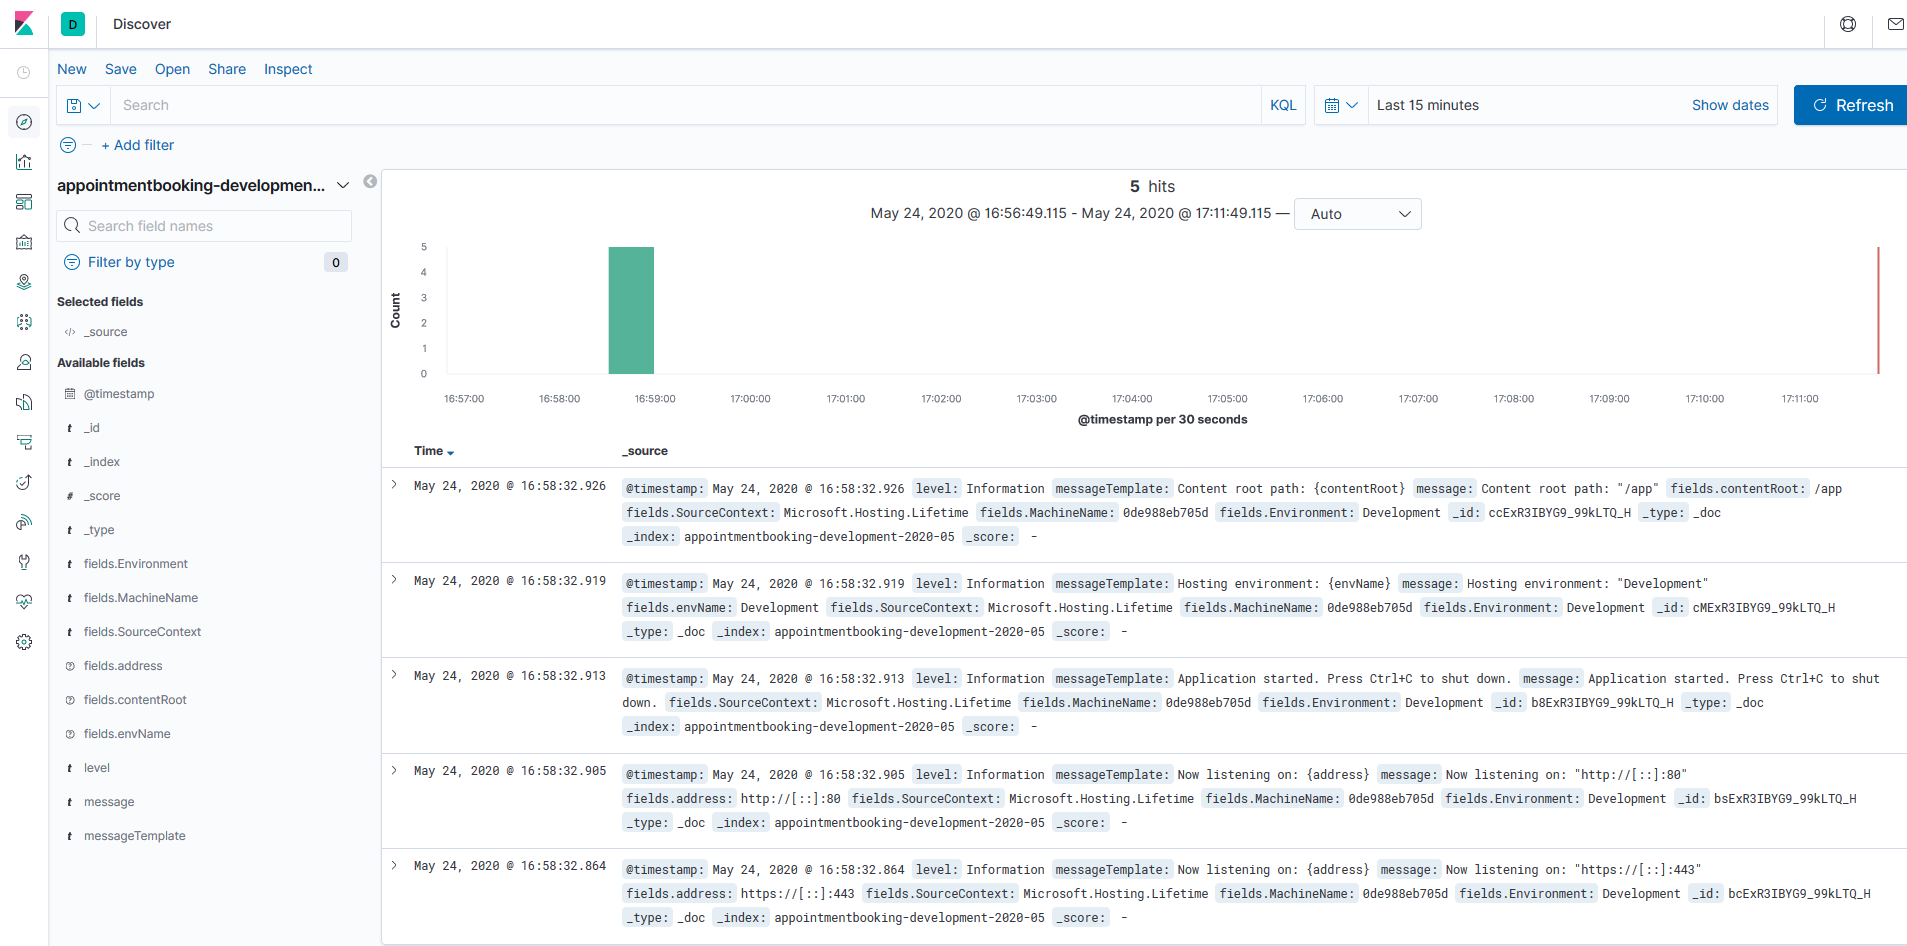 D Discover
New Save Open Share Inspect
Search KQL Last 15 minutes Show dates Refresh
+ Add filter
appointmentbooking-developmen...
Search field names
Filter by type 0
Selected fields
</> _source
Available fields
@timestamp
t _id
t _index
# _score
t _type
t fields.Environment
t fields.MachineName
t fields.SourceContext
? fields.address
? fields.contentRoot
? fields.envName
t level
t message
t messageTemplate
5 hits
May 24, 2020 @ 16:56:49.115 - May 24, 2020 @ 17:11:49.115 — Auto
Count
5
4
3
2
1
0
16:57:00 16:58:00 16:59:00 17:00:00 17:01:00 17:02:00 17:03:00 17:04:00 17:05:00 17:06:00 17:07:00 17:08:00 17:09:00 17:10:00 17:11:00
@timestamp per 30 seconds
Time _source
May 24, 2020 @ 16:58:32.926 @timestamp: May 24, 2020 @ 16:58:32.926 level: Information messageTemplate: Content root path: {contentRoot} message: Content root path: "/app" fields.contentRoot: /app
fields.SourceContext: Microsoft.Hosting.Lifetime fields.MachineName: 0de988eb705d fields.Environment: Development _id: ccExR3IBYG9_99kLTQ_H _type: _doc
_index: appointmentbooking-development-2020-05 _score: -
May 24, 2020 @ 16:58:32.919 @timestamp: May 24, 2020 @ 16:58:32.919 level: Information messageTemplate: Hosting environment: {envName} message: Hosting environment: "Development"
fields.envName: Development fields.SourceContext: Microsoft.Hosting.Lifetime fields.MachineName: 0de988eb705d fields.Environment: Development _id: cMExR3IBYG9_99kLTQ_H
_type: _doc _index: appointmentbooking-development-2020-05 _score: -
May 24, 2020 @ 16:58:32.913 @timestamp: May 24, 2020 @ 16:58:32.913 level: Information messageTemplate: Application started. Press Ctrl+C to shut down. message: Application started. Press Ctrl+C to shut
down. fields.SourceContext: Microsoft.Hosting.Lifetime fields.MachineName: 0de988eb705d fields.Environment: Development _id: b8ExR3IBYG9_99kLTQ_H _type: _doc
_index: appointmentbooking-development-2020-05 _score: -
May 24, 2020 @ 16:58:32.905 @timestamp: May 24, 2020 @ 16:58:32.905 level: Information messageTemplate: Now listening on: {address} message: Now listening on: "http://[::]:80"
fields.address: http://[::]:80 fields.SourceContext: Microsoft.Hosting.Lifetime fields.MachineName: 0de988eb705d fields.Environment: Development _id: bsExR3IBYG9_99kLTQ_H
_type: _doc _index: appointmentbooking-development-2020-05 _score: -
May 24, 2020 @ 16:58:32.864 @timestamp: May 24, 2020 @ 16:58:32.864 level: Information messageTemplate: Now listening on: {address} message: Now listening on: "https://[::]:443"
fields.address: https://[::]:443 fields.SourceContext: Microsoft.Hosting.Lifetime fields.MachineName: 0de988eb705d fields.Environment: Development _id: bcExR3IBYG9_99kLTQ_H
_type: _doc _index: appointmentbooking-development-2020-05 _score: -